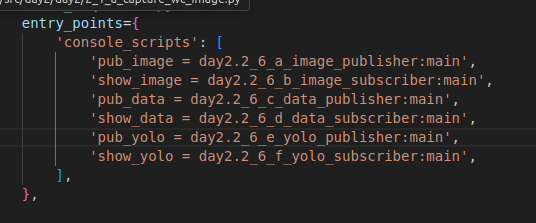 /src/day2/day2/2_1_a_capture_wc_image.py
entry_points={
'console_scripts': [
'pub_image = day2.2_6_a_image_publisher:main',
'show_image = day2.2_6_b_image_subscriber:main',
'pub_data = day2.2_6_c_data_publisher:main',
'show_data = day2.2_6_d_data_subscriber:main',
'pub_yolo = day2.2_6_e_yolo_publisher:main',
'show_yolo = day2.2_6_f_yolo_subscriber:main',
],
},